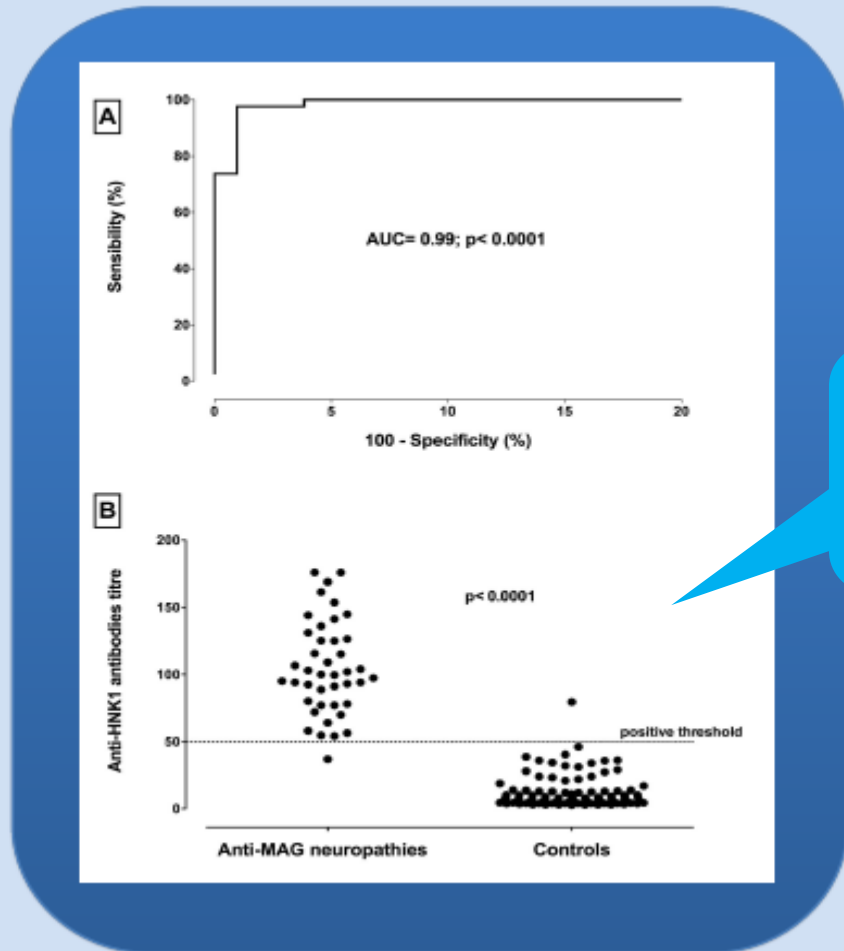 A
100
80
60
40
20
0
Sensibility (%)
AUC= 0.99; p< 0.0001
0 5 10 15 20
100 - Specificity (%)
B
200
150
100
50
0
Anti-HNK1 antibodies titre
p< 0.0001
positive threshold
Anti-MAG neuropathies Controls